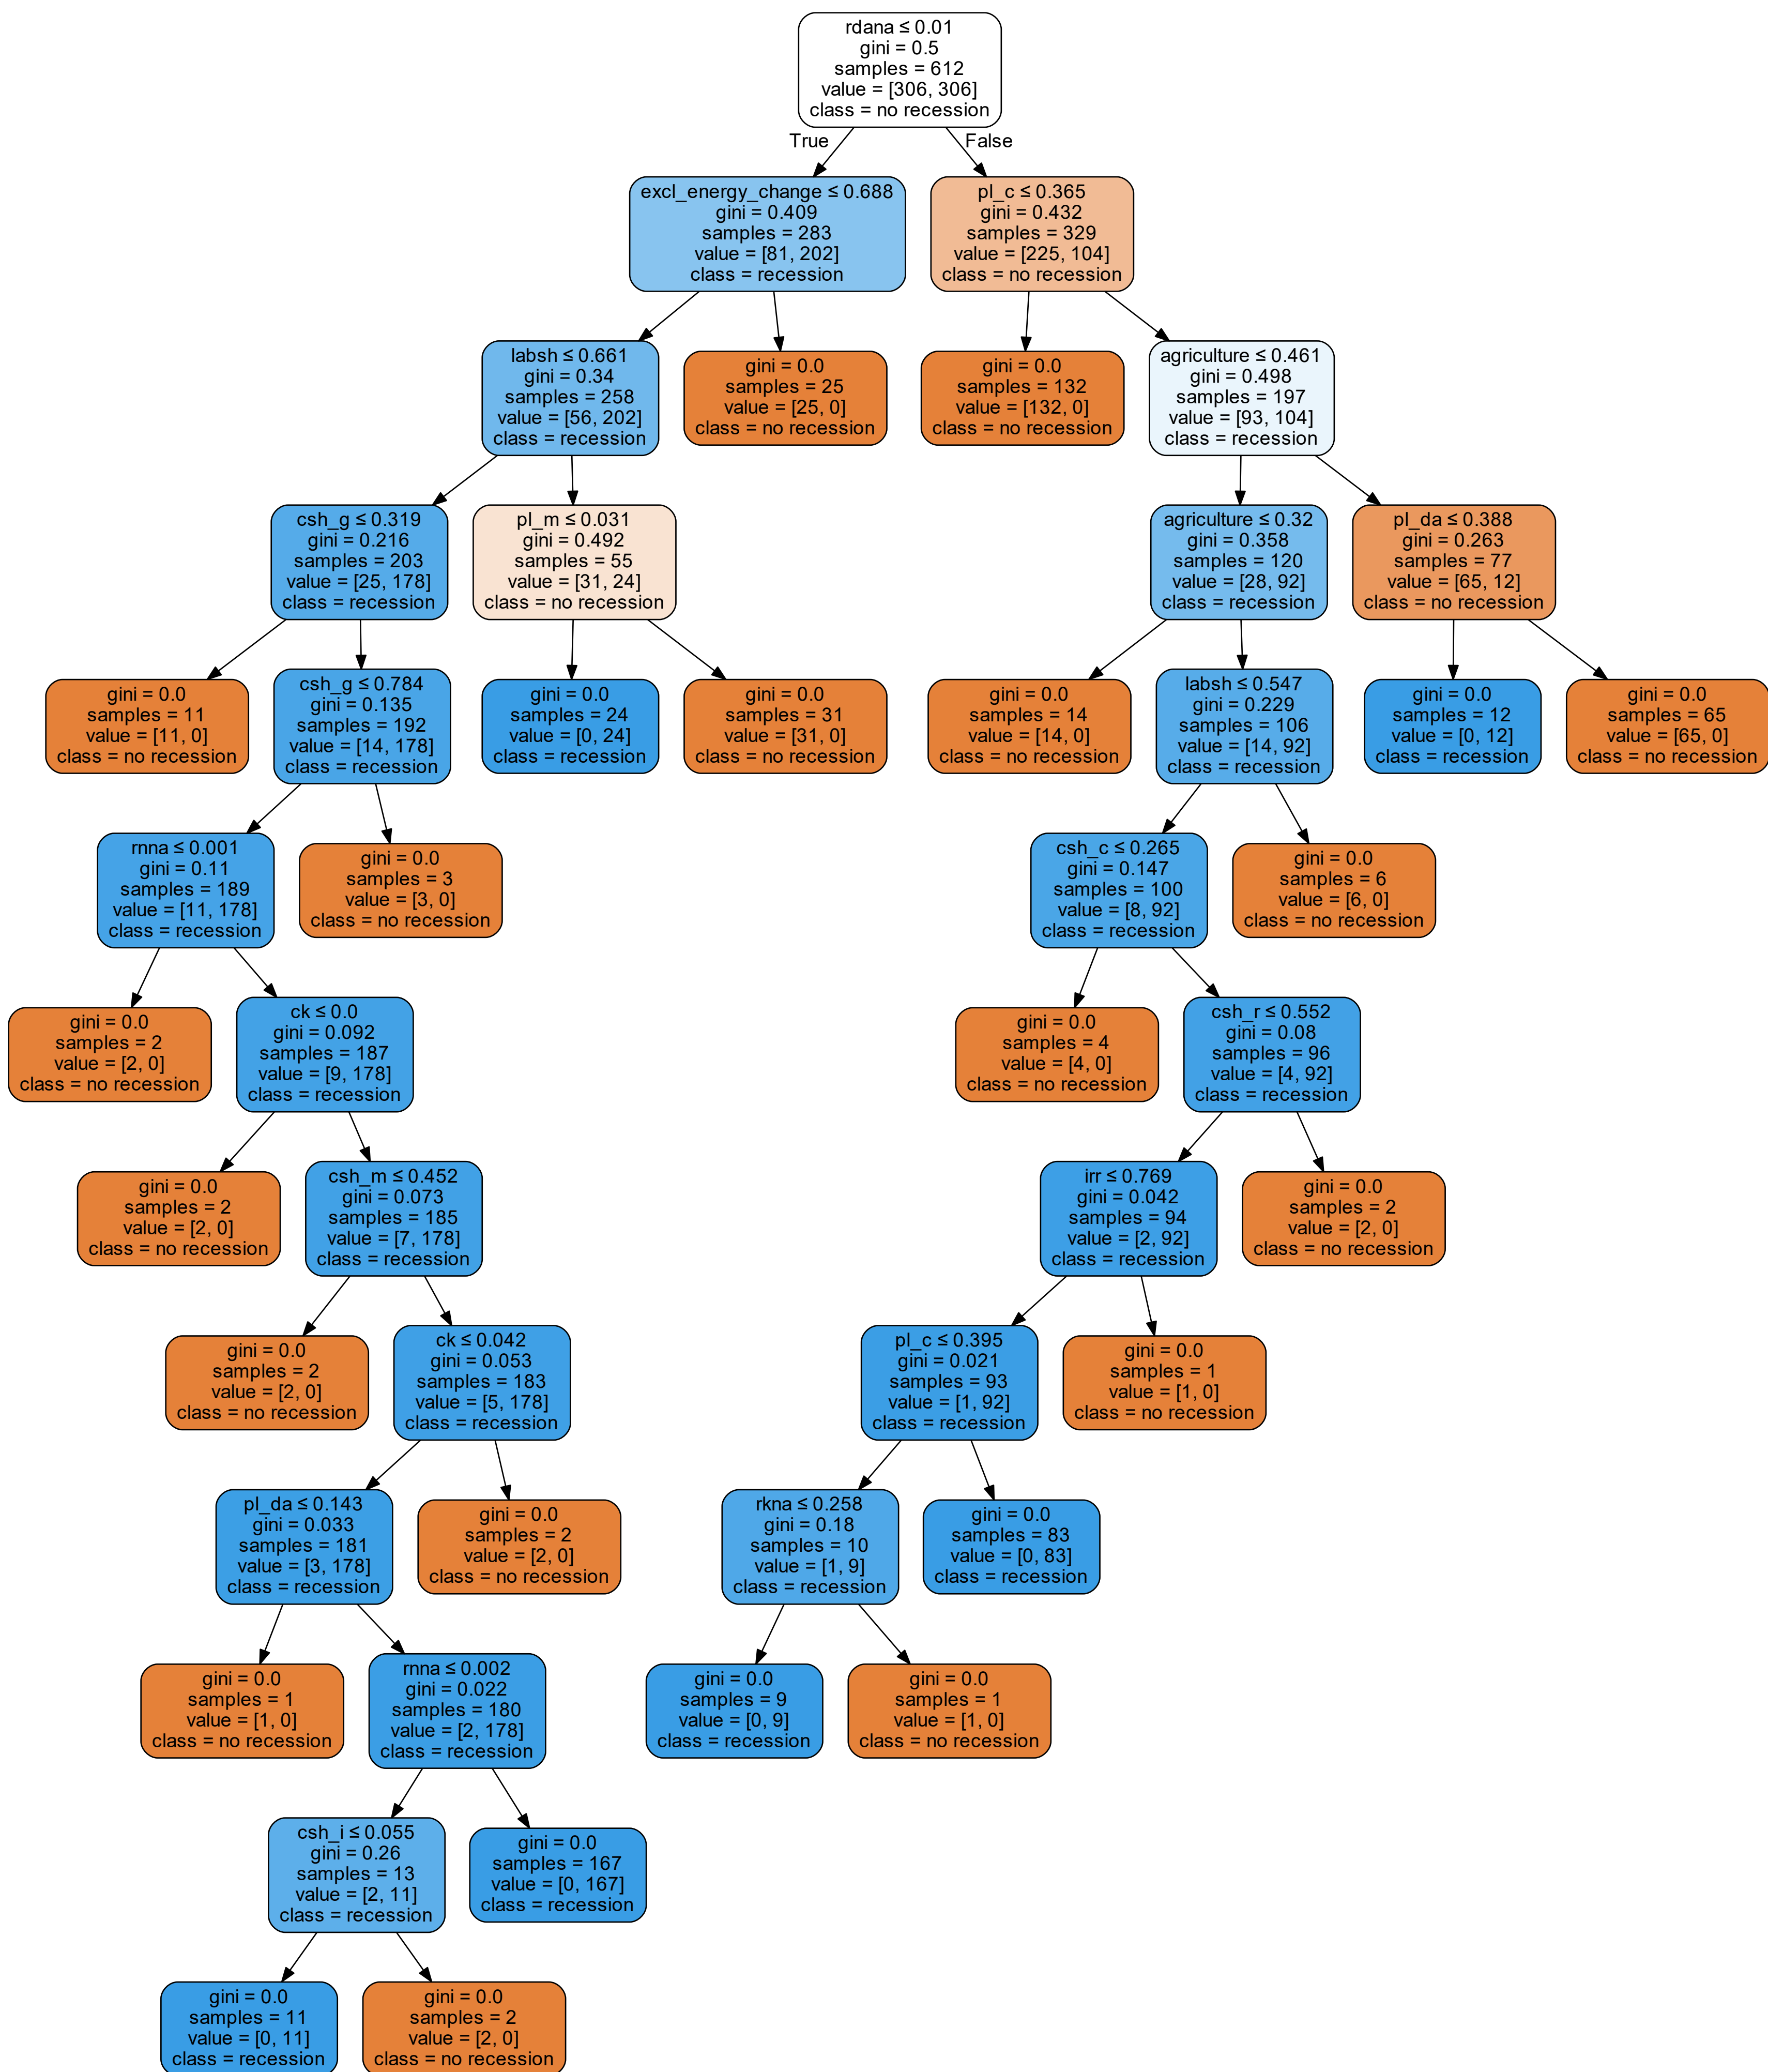 rdana ≤ 0.01
gini = 0.5
samples = 612
value = [306, 306]
class = no recession
True
False
excl_energy_change ≤ 0.688
gini = 0.409
samples = 283
value = [81, 202]
class = recession
pl_c ≤ 0.365
gini = 0.432
samples = 329
value = [225, 104]
class = no recession
labsh ≤ 0.661
gini = 0.34
samples = 258
value = [56, 202]
class = recession
gini = 0.0
samples = 25
value = [25, 0]
class = no recession
gini = 0.0
samples = 132
value = [132, 0]
class = no recession
agriculture ≤ 0.461
gini = 0.498
samples = 197
value = [93, 104]
class = recession
csh_g ≤ 0.319
gini = 0.216
samples = 203
value = [25, 178]
class = recession
pl_m ≤ 0.031
gini = 0.492
samples = 55
value = [31, 24]
class = no recession
agriculture ≤ 0.32
gini = 0.358
samples = 120
value = [28, 92]
class = recession
pl_da ≤ 0.388
gini = 0.263
samples = 77
value = [65, 12]
class = no recession
gini = 0.0
samples = 11
value = [11, 0]
class = no recession
csh_g ≤ 0.784
gini = 0.135
samples = 192
value = [14, 178]
class = recession
gini = 0.0
samples = 24
value = [0, 24]
class = recession
gini = 0.0
samples = 31
value = [31, 0]
class = no recession
gini = 0.0
samples = 14
value = [14, 0]
class = no recession
labsh ≤ 0.547
gini = 0.229
samples = 106
value = [14, 92]
class = recession
gini = 0.0
samples = 12
value = [0, 12]
class = recession
gini = 0.0
samples = 65
value = [65, 0]
class = no recession
rnna ≤ 0.001
gini = 0.11
samples = 189
value = [11, 178]
class = recession
gini = 0.0
samples = 3
value = [3, 0]
class = no recession
csh_c ≤ 0.265
gini = 0.147
samples = 100
value = [8, 92]
class = recession
gini = 0.0
samples = 6
value = [6, 0]
class = no recession
gini = 0.0
samples = 2
value = [2, 0]
class = no recession
ck ≤ 0.0
gini = 0.092
samples = 187
value = [9, 178]
class = recession
gini = 0.0
samples = 4
value = [4, 0]
class = no recession
csh_r ≤ 0.552
gini = 0.08
samples = 96
value = [4, 92]
class = recession
gini = 0.0
samples = 2
value = [2, 0]
class = no recession
csh_m ≤ 0.452
gini = 0.073
samples = 185
value = [7, 178]
class = recession
irr ≤ 0.769
gini = 0.042
samples = 94
value = [2, 92]
class = recession
gini = 0.0
samples = 2
value = [2, 0]
class = no recession
gini = 0.0
samples = 2
value = [2, 0]
class = no recession
ck ≤ 0.042
gini = 0.053
samples = 183
value = [5, 178]
class = recession
pl_c ≤ 0.395
gini = 0.021
samples = 93
value = [1, 92]
class = recession
gini = 0.0
samples = 1
value = [1, 0]
class = no recession
pl_da ≤ 0.143
gini = 0.033
samples = 181
value = [3, 178]
class = recession
gini = 0.0
samples = 2
value = [2, 0]
class = no recession
rkna ≤ 0.258
gini = 0.18
samples = 10
value = [1, 9]
class = recession
gini = 0.0
samples = 83
value = [0, 83]
class = recession
gini = 0.0
samples = 1
value = [1, 0]
class = no recession
rnna ≤ 0.002
gini = 0.022
samples = 180
value = [2, 178]
class = recession
gini = 0.0
samples = 9
value = [0, 9]
class = recession
gini = 0.0
samples = 1
value = [1, 0]
class = no recession
csh_i ≤ 0.055
gini = 0.26
samples = 13
value = [2, 11]
class = recession
gini = 0.0
samples = 167
value = [0, 167]
class = recession
gini = 0.0
samples = 11
value = [0, 11]
class = recession
gini = 0.0
samples = 2
value = [2, 0]
class = no recession